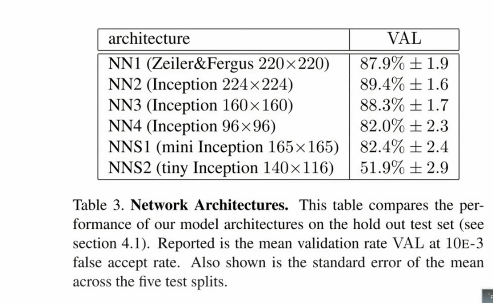 architecture VAL
NN1 (Zeiler&Fergus 220×220) 87.9% ± 1.9
NN2 (Inception 224×224) 89.4% ± 1.6
NN3 (Inception 160×160) 88.3% ± 1.7
NN4 (Inception 96×96) 82.0% ± 2.3
NNS1 (mini Inception 165×165) 82.4% ± 2.4
NNS2 (tiny Inception 140×116) 51.9% ± 2.9
Table 3. Network Architectures. This table compares the per-
formance of our model architectures on the hold out test set (see
section 4.1). Reported is the mean validation rate VAL at 10E-3
false accept rate. Also shown is the standard error of the mean
across the five test splits.